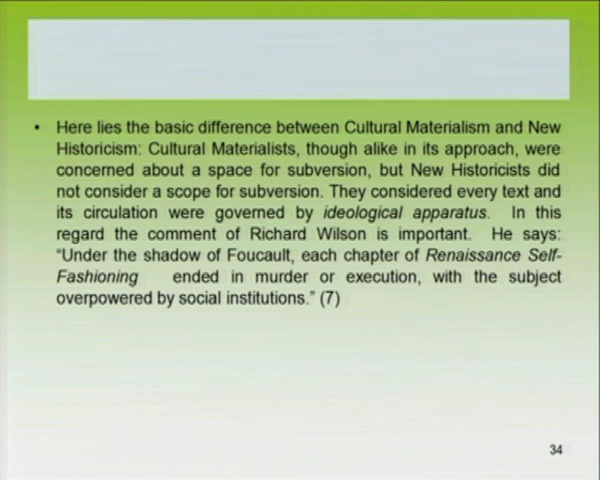 • Here lies the basic difference between Cultural Materialism and New
Historicism: Cultural Materialists, though alike in its approach, were
concerned about a space for subversion, but New Historicists did
not consider a scope for subversion. They considered every text and
its circulation were governed by ideological apparatus. In this
regard the comment of Richard Wilson is important. He says:
“Under the shadow of Foucault, each chapter of Renaissance Self-
Fashioning ended in murder or execution, with the subject
overpowered by social institutions.” (7)
34